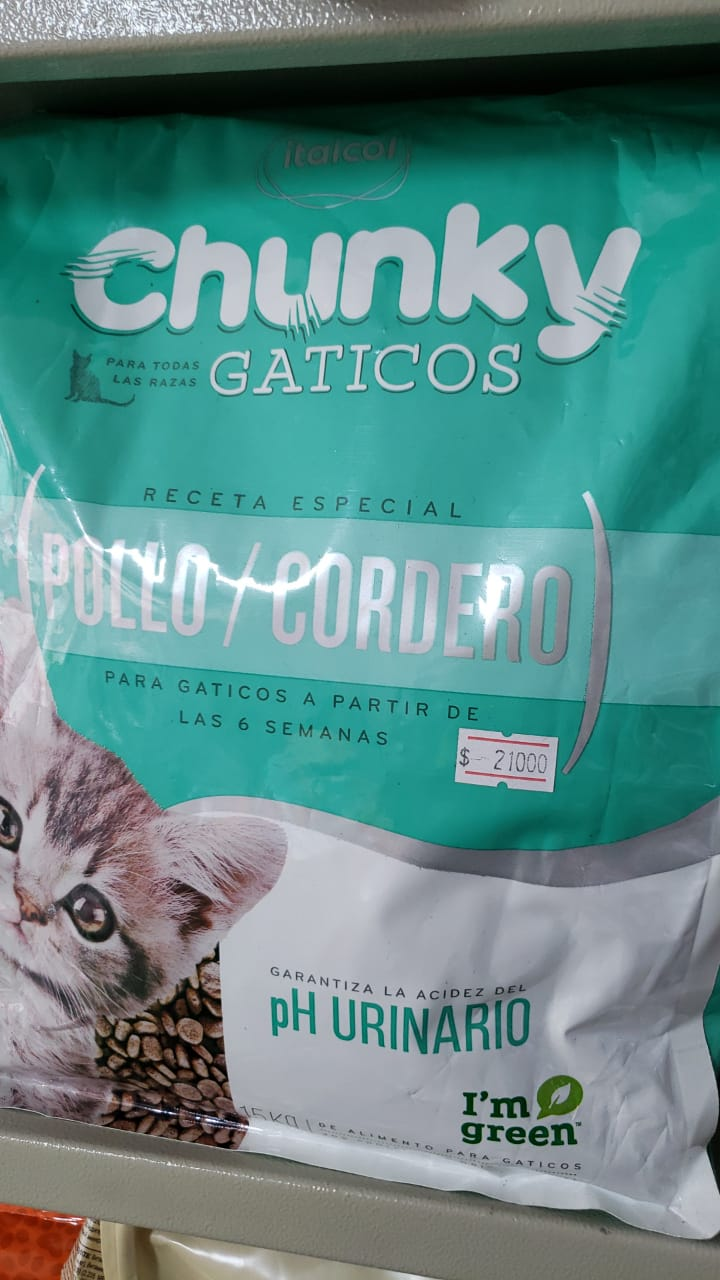 italcol
Chunky
GATICOS
PARA TODAS
LAS RAZAS
RECETA ESPECIAL
(POLLO / CORDERO)
PARA GATICOS A PARTIR DE
LAS 6 SEMANAS
$ 21000
GARANTIZA LA ACIDEZ DEL
pH URINARIO
I'm
green™
DE ALIMENTO PARA GATICOS